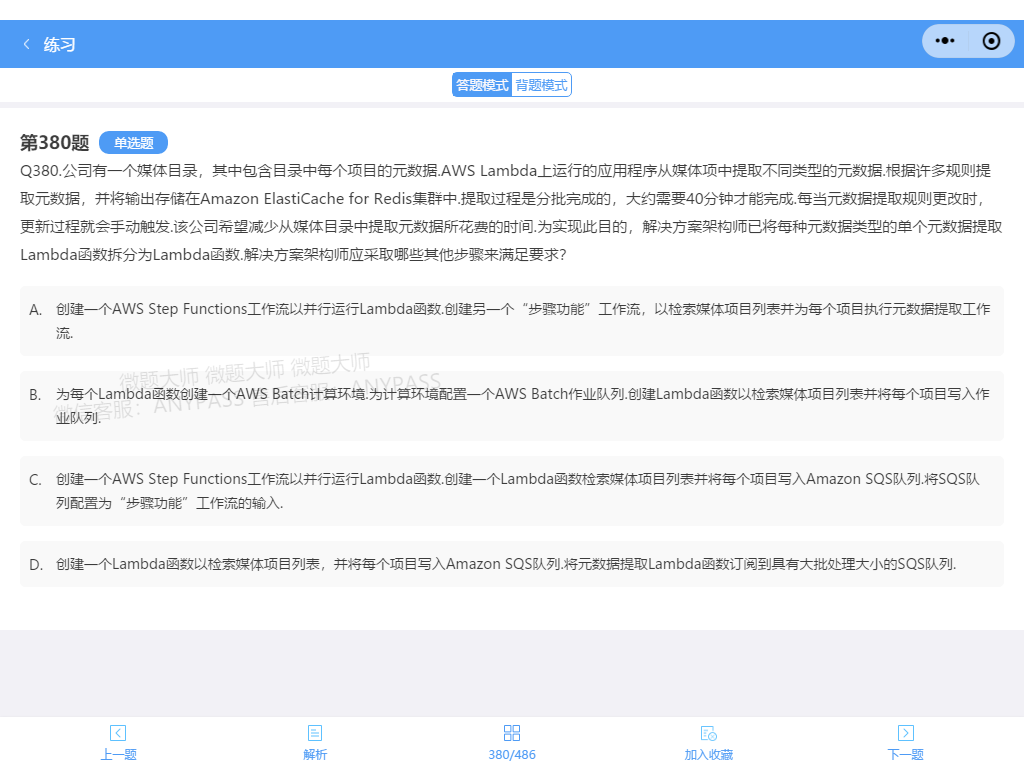 练习
答题模式 背题模式
第380题 单选题
Q380.公司有一个媒体目录，其中包含目录中每个项目的元数据.AWS Lambda上运行的应用程序从媒体项中提取不同类型的元数据.根据许多规则提
取元数据，并将输出存储在Amazon ElastiCache for Redis集群中.提取过程是分批完成的，大约需要40分钟才能完成.每当元数据提取规则更改时，
更新过程就会手动触发.该公司希望减少从媒体目录中提取元数据所花费的时间.为实现此目的，解决方案架构师已将每种元数据类型的单个元数据提取
Lambda函数拆分为Lambda函数.解决方案架构师应采取哪些其他步骤来满足要求?
A. 创建一个AWS Step Functions工作流以并行运行Lambda函数.创建另一个“步骤功能”工作流，以检索媒体项目列表并为每个项目执行元数据提取工作
流.
微题大师 微题大师 微题大师
B. 为每个Lambda函数创建一个AWS Batch计算环境.为计算环境配置一个AWS Batch作业队列.创建Lambda函数以检索媒体项目列表并将每个项目写入作
业队列.
微信客服：ANYPASS 售后客服：ANYPASS
C. 创建一个AWS Step Functions工作流以并行运行Lambda函数.创建一个Lambda函数检索媒体项目列表并将每个项目写入Amazon SQS队列.将SQS队
列配置为“步骤功能”工作流的输入.
D. 创建一个Lambda函数以检索媒体项目列表，并将每个项目写入Amazon SQS队列.将元数据提取Lambda函数订阅到具有大批处理大小的SQS队列.
上一题 解析 380/486 加入收藏 下一题